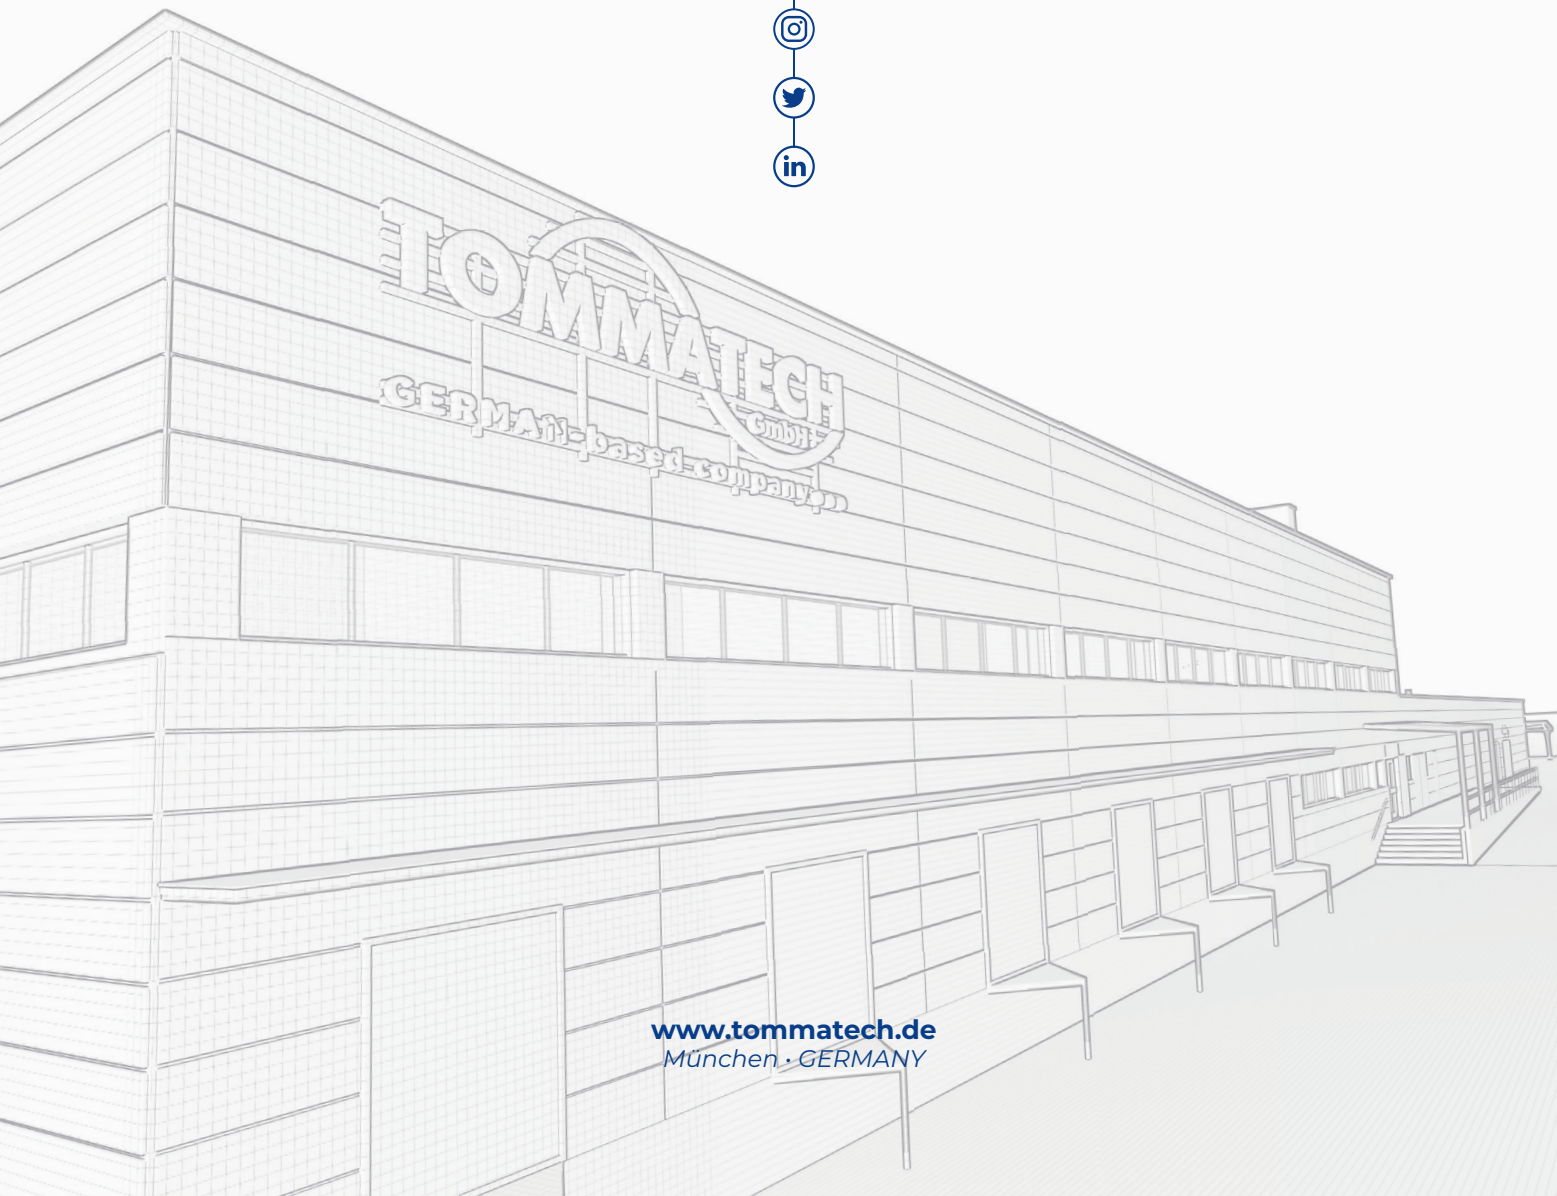 TOMMATECH
GmbH
GERMAN-based company
www.tommatech.de
München · GERMANY